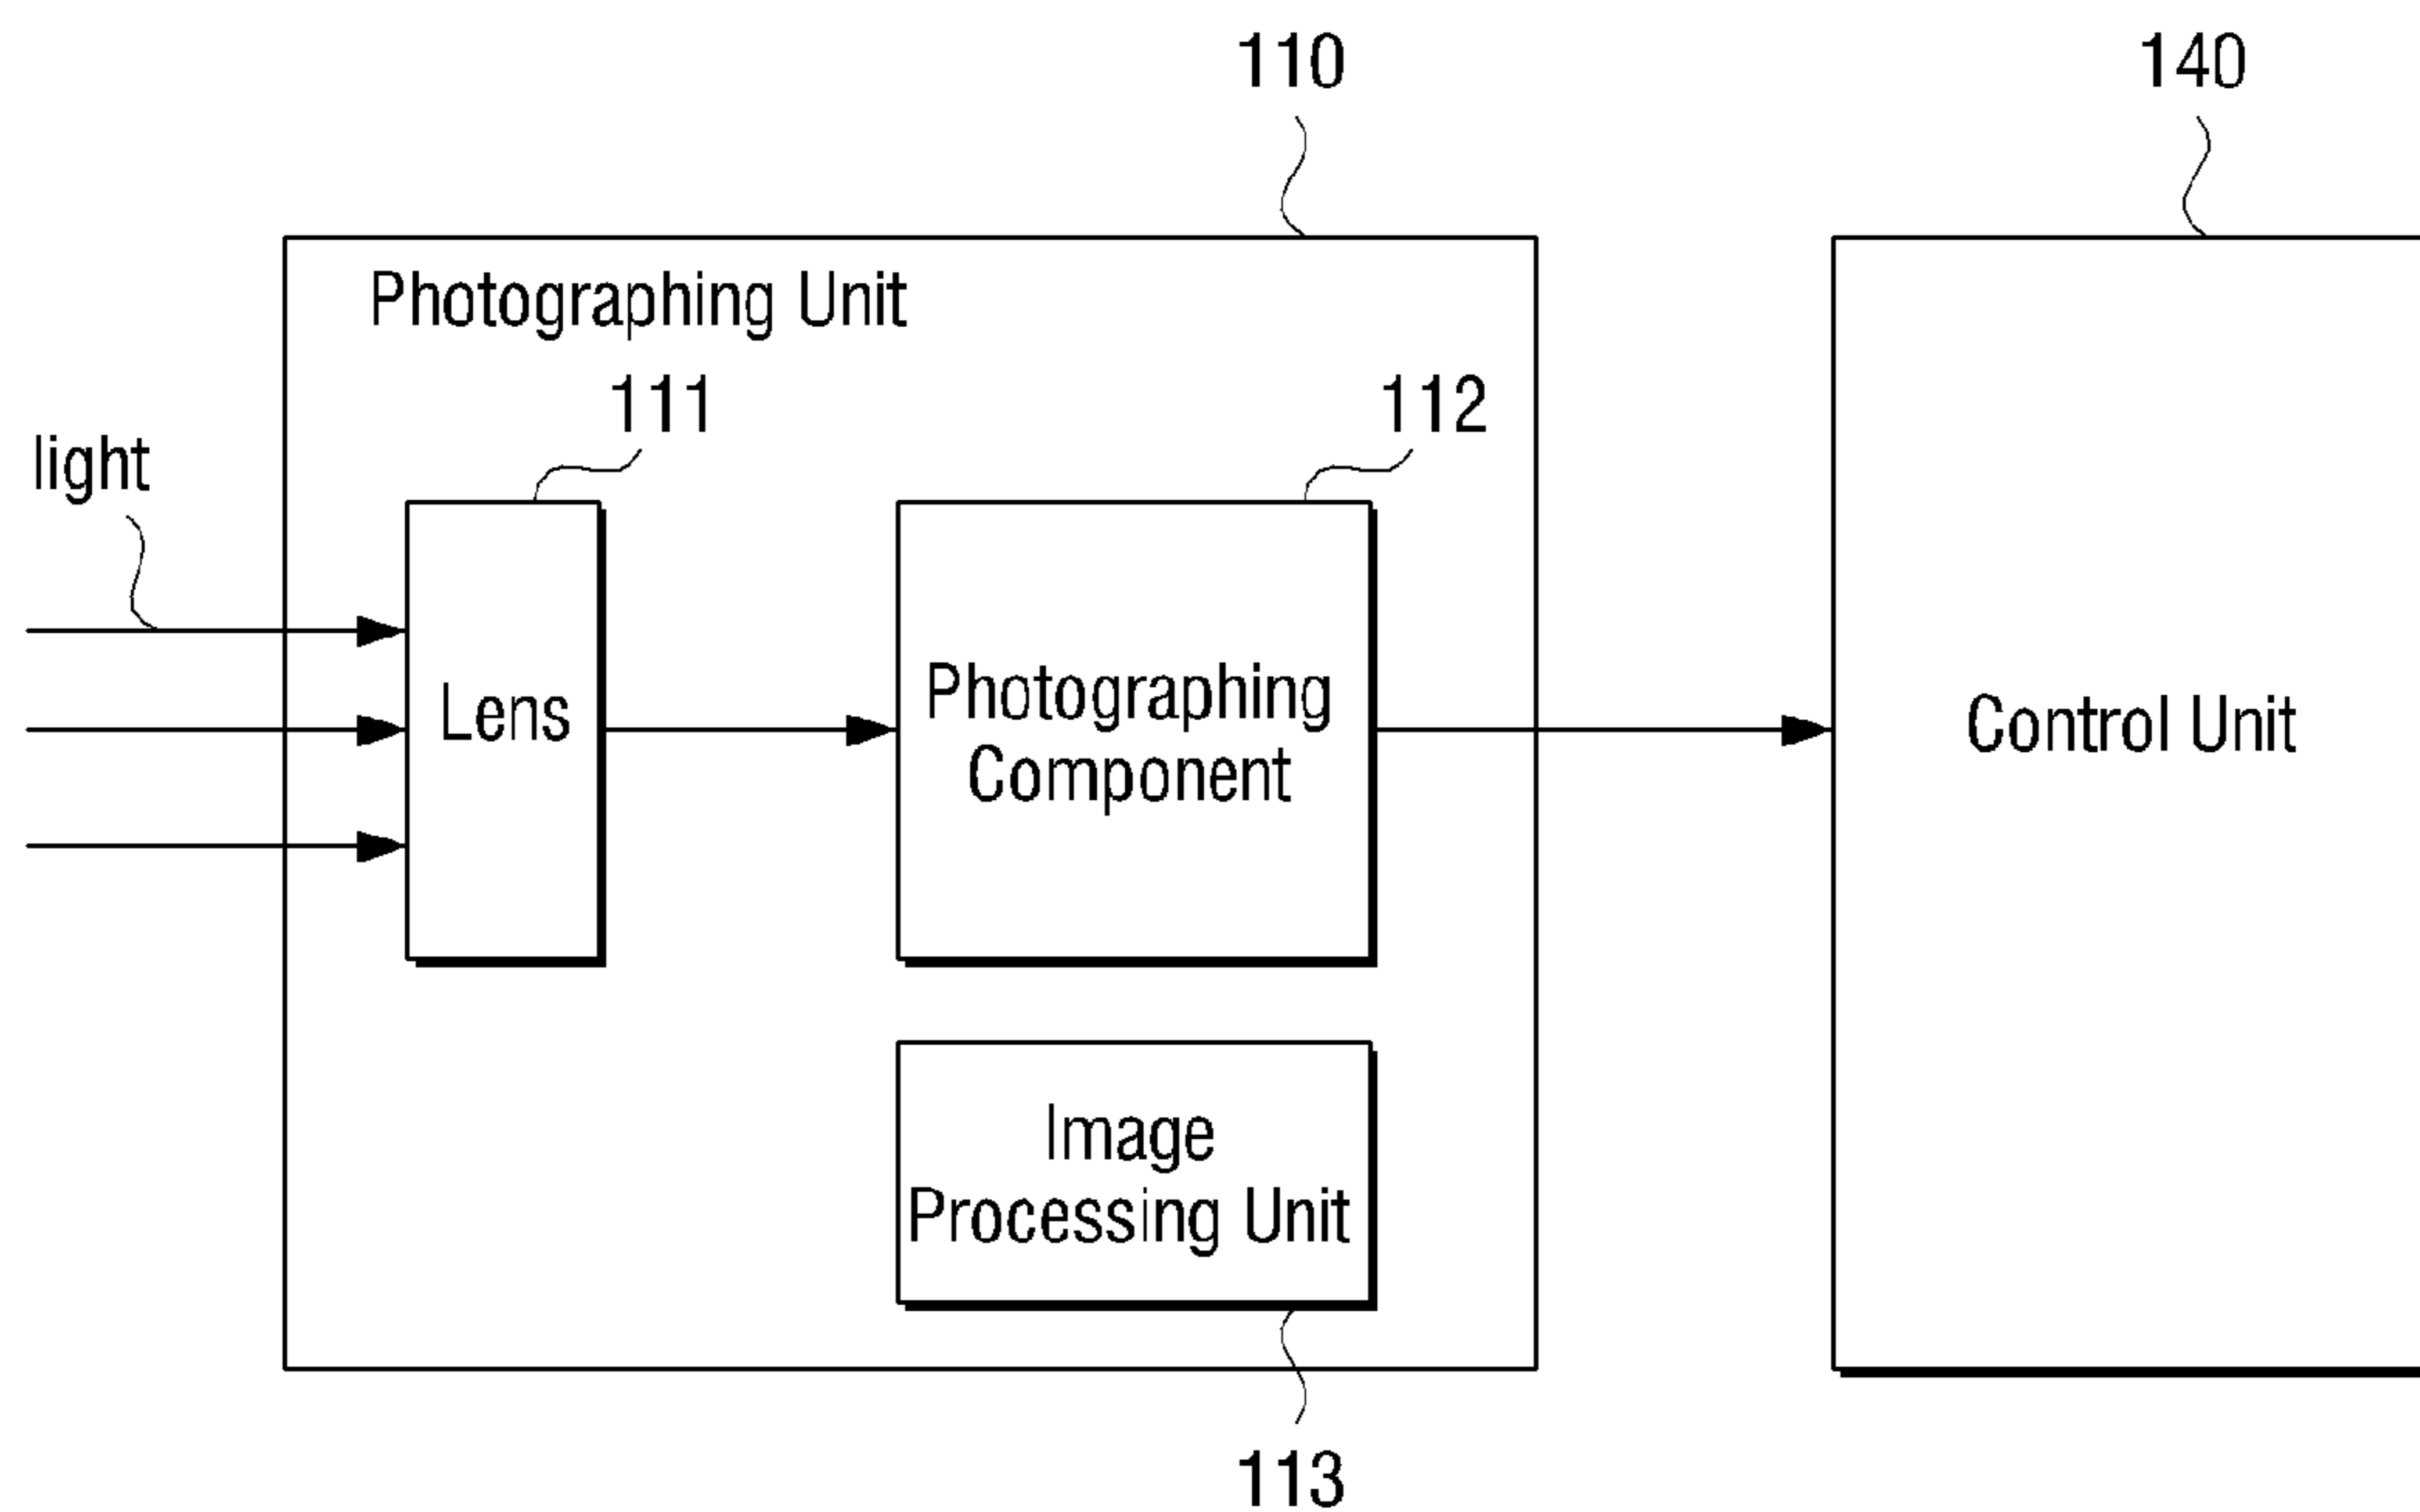 110
140
Photographing Unit
111
112
light
Lens
Photographing
Component
Control Unit
Image
Processing Unit
113